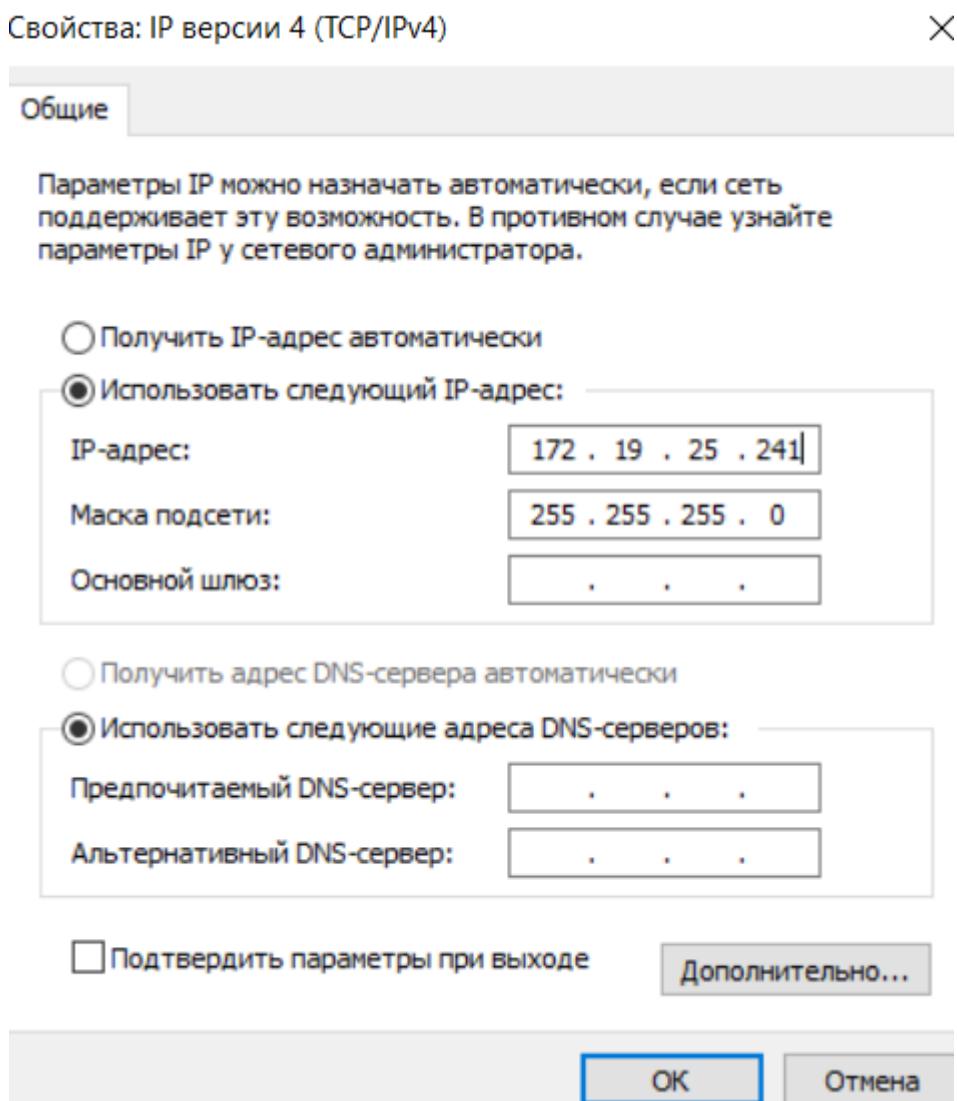 Свойства: IP версии 4 (TCP/IPv4)
Общие
Параметры IP можно назначать автоматически, если сеть
поддерживает эту возможность. В противном случае узнайте
параметры IP у сетевого администратора.
Получить IP-адрес автоматически
Использовать следующий IP-адрес:
IP-адрес: 172 . 19 . 25 . 241
Маска подсети: 255 . 255 . 255 . 0
Основной шлюз: . . .
Получить адрес DNS-сервера автоматически
Использовать следующие адреса DNS-серверов:
Предпочитаемый DNS-сервер: . . .
Альтернативный DNS-сервер: . . .
Подтвердить параметры при выходе
Дополнительно...
ОК Отмена